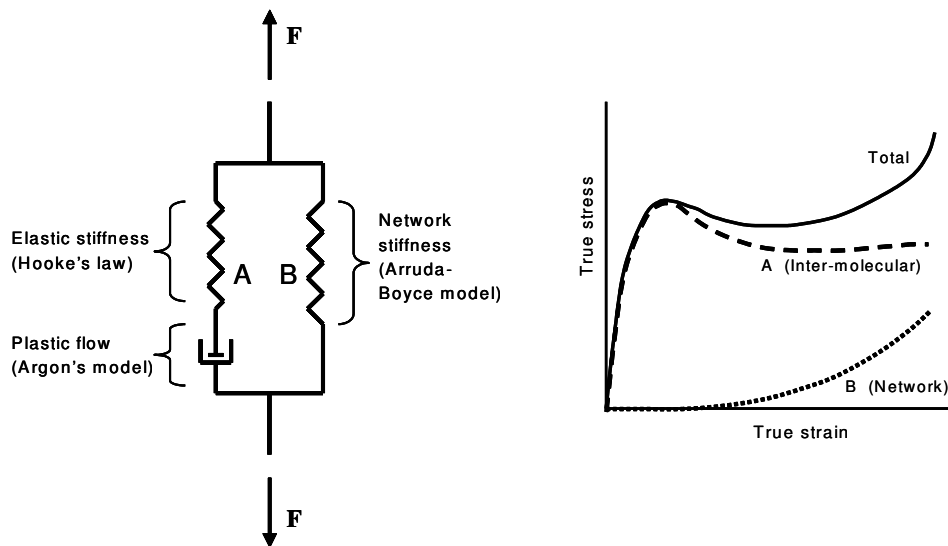 F
Elastic stiffness
(Hooke's law)
A
B
Network
stiffness
(Arruda-
Boyce model)
Plastic flow
(Argon's model)
F
True stress
Total
A (Inter-molecular)
B (Network)
True strain